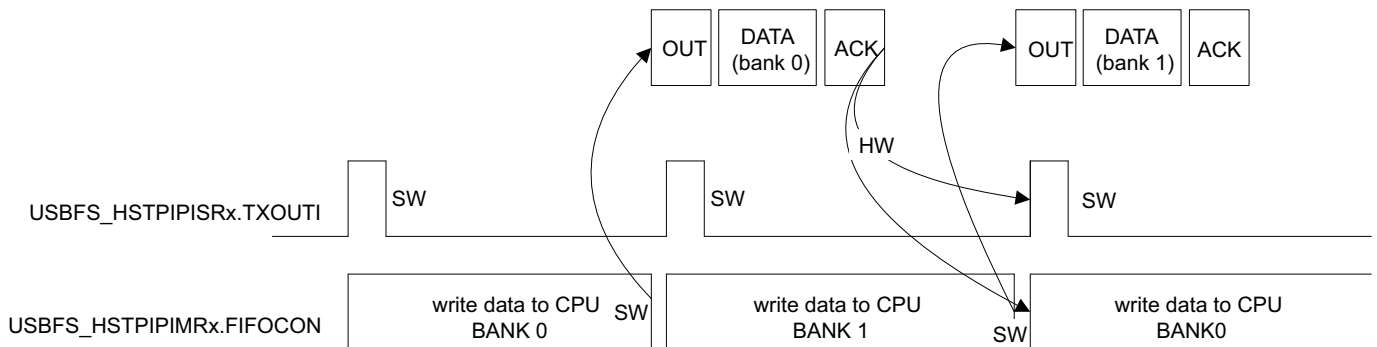 OUT
DATA
(bank 0)
ACK
OUT
DATA
(bank 1)
ACK
HW
USBFS_HSTPIPISRx.TXOUTI
SW
SW
SW
USBFS_HSTPIPIMRx.FIFOCON
write data to CPU
BANK 0
SW
write data to CPU
BANK 1
SW
write data to CPU
BANK0